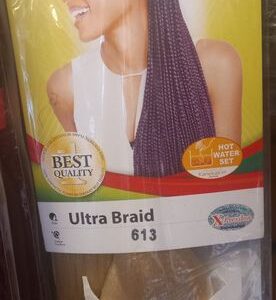 BEST
QUALITY
HOT
WATER
SET
Ultra Braid
613